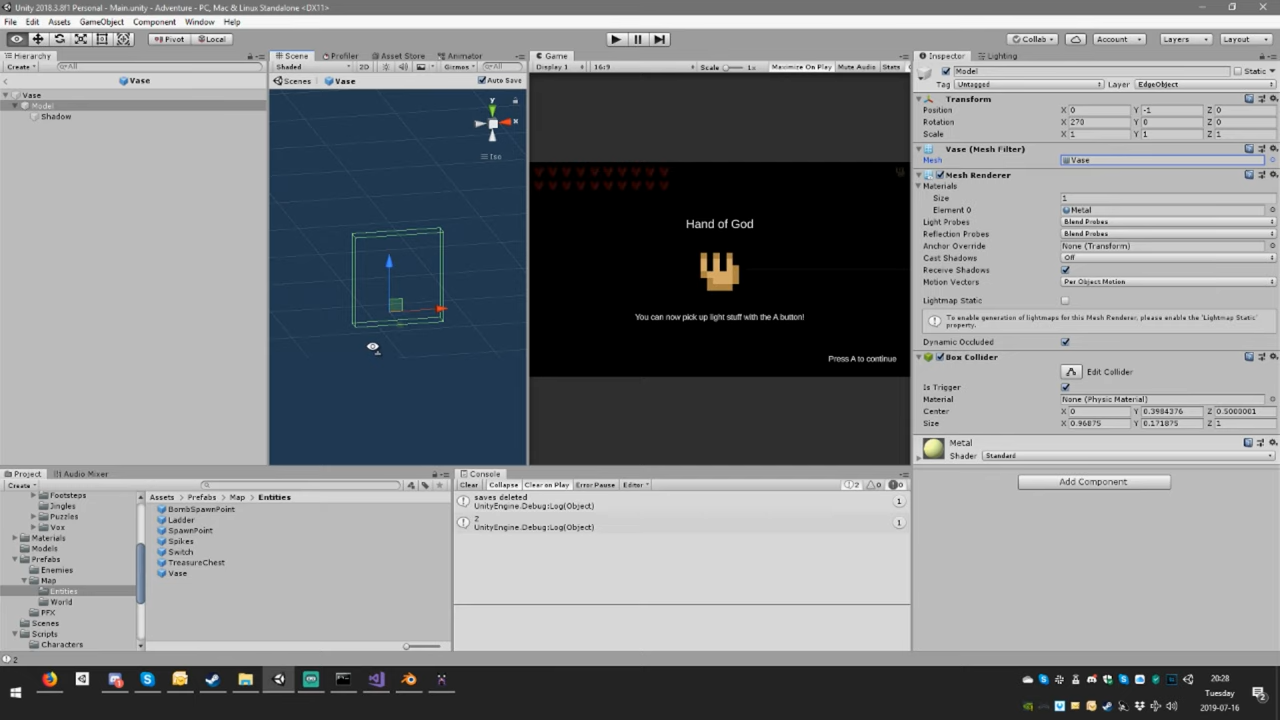 Unity 2018.3.8f1 Personal - Main.unity - Adventure - PC, Mac & Linux Standalone <DX11>
File Edit Assets GameObject Component Window Help
Pivot Local Collab Account Layers Layout
Hierarchy Scene Profiler Asset Store Animator Game Inspector Lighting
Create All Shaded 2D Gizmos All Display 1 16:9 Scale 1x Maximize On Play Mute Audio Stats Model Static
Vase Scenes Vase Auto Save Tag Untagged Layer EdgeObject
Vase
Model
Shadow
y
x
Iso
Hand of God
You can now pick up light stuff with the A button!
Press A to continue
Transform
Position X 0 Y -1 Z 0
Rotation X 270 Y 0 Z 0
Scale X 1 Y 1 Z 1
Vase (Mesh Filter)
Mesh Vase
Mesh Renderer
Materials
Size 1
Element 0 Metal
Light Probes Blend Probes
Reflection Probes Blend Probes
Anchor Override None (Transform)
Cast Shadows Off
Receive Shadows
Motion Vectors Per Object Motion
Lightmap Static
To enable generation of lightmaps for this Mesh Renderer, please enable the 'Lightmap Static' property.
Dynamic Occluded
Box Collider
Edit Collider
Is Trigger
Material None (Physic Material)
Center X 0 Y 0.3984376 Z 0.5000001
Size X 0.96875 Y 0.171875 Z 1
Metal
Shader Standard
Add Component
Project Audio Mixer
Create
Footsteps
Jingles
Puzzles
Vox
Materials
Models
Prefabs
Enemies
Map
Entities
World
PFX
Scenes
Scripts
Characters
Assets Prefabs Map Entities
BombSpawnPoint
Ladder
SpawnPoint
Spikes
Switch
TreasureChest
Vase
Console
Clear Collapse Clear on Play Error Pause Editor 2 0 0
saves deleted
UnityEngine.Debug:Log(Object)
1
2
UnityEngine.Debug:Log(Object)
1
2
20:28
Tuesday
2019-07-16
2